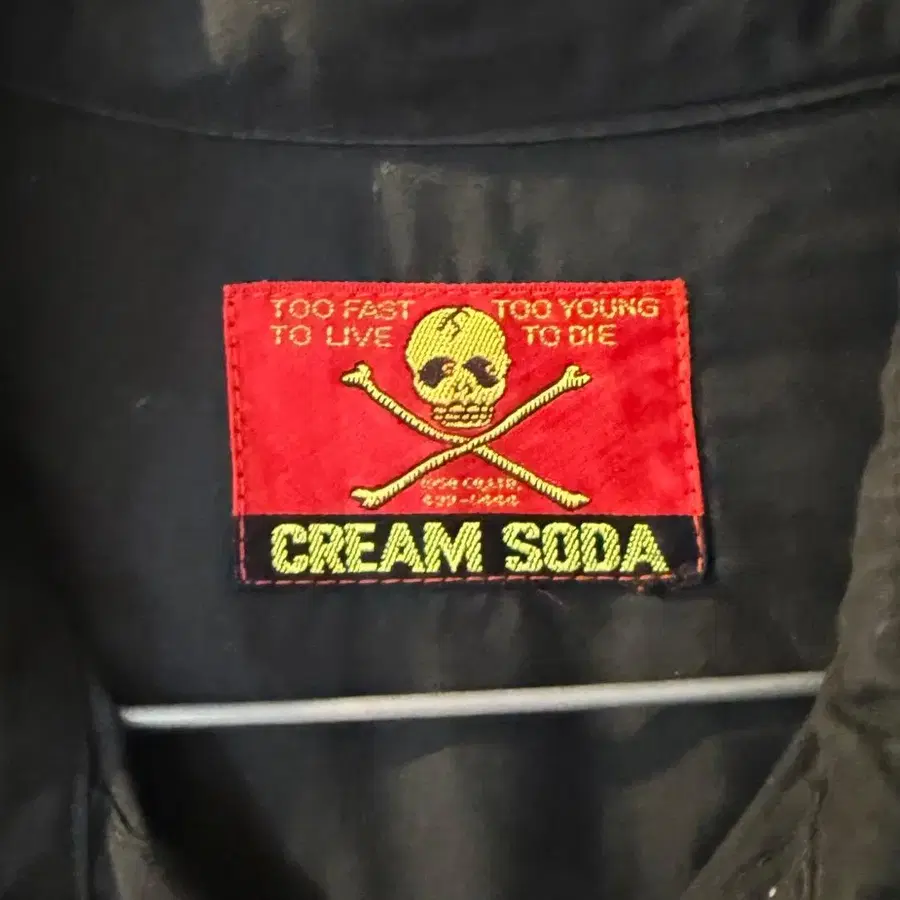 TOO FAST TOO YOUNG
TO LIVE TO DIE
CREAM SODA